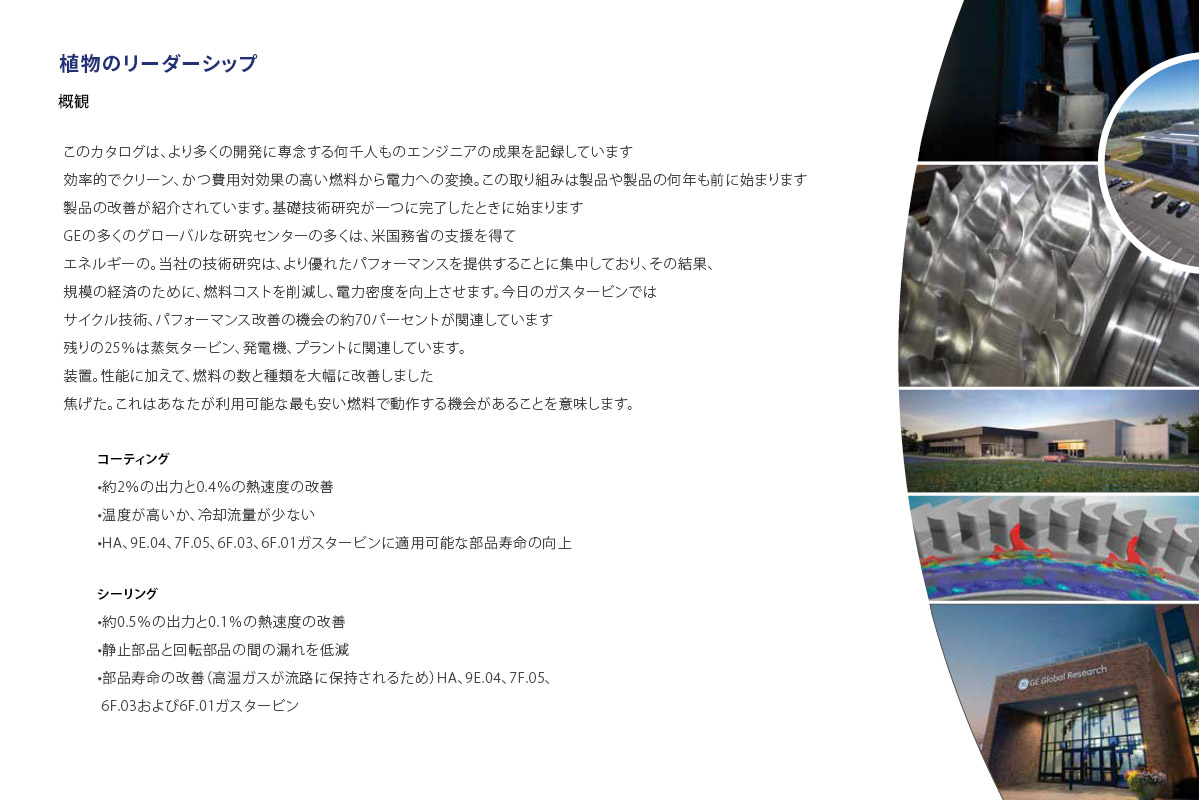 植物のリーダーシップ
概観
このカタログは、より多くの開発に専念する何千人ものエンジニアの成果を記録しています
効率的でクリーン、かつ費用対効果の高い燃料から電力への変換。この取り組みは製品や製品の何年も前に始まります
製品の改善が紹介されています。基礎技術研究が一つに完了したときに始まります
GEの多くのグローバルな研究センターの多くは、米国務省の支援を得て
エネルギーの。当社の技術研究は、より優れたパフォーマンスを提供することに集中しており、その結果、
規模の経済のために、燃料コストを削減し、電力密度を向上させます。今日のガスタービンでは
サイクル技術、パフォーマンス改善の機会の約70パーセントが関連しています
残りの25％は蒸気タービン、発電機、プラントに関連しています。
装置。性能に加えて、燃料の数と種類を大幅に改善しました
焦げた。これはあなたが利用可能な最も安い燃料で動作する機会があることを意味します。
コーティング
•約2％の出力と0.4％の熱速度の改善
•温度が高いか、冷却流量が少ない
•HA、9E.04、7F.05、6F.03、6F.01ガスタービンに適用可能な部品寿命の向上
シーリング
•約0.5％の出力と0.1％の熱速度の改善
•静止部品と回転部品の間の漏れを低減
•部品寿命の改善（高温ガスが流路に保持されるため）HA、9E.04、7F.05、
6F.03および6F.01ガスタービン
GE Global Research